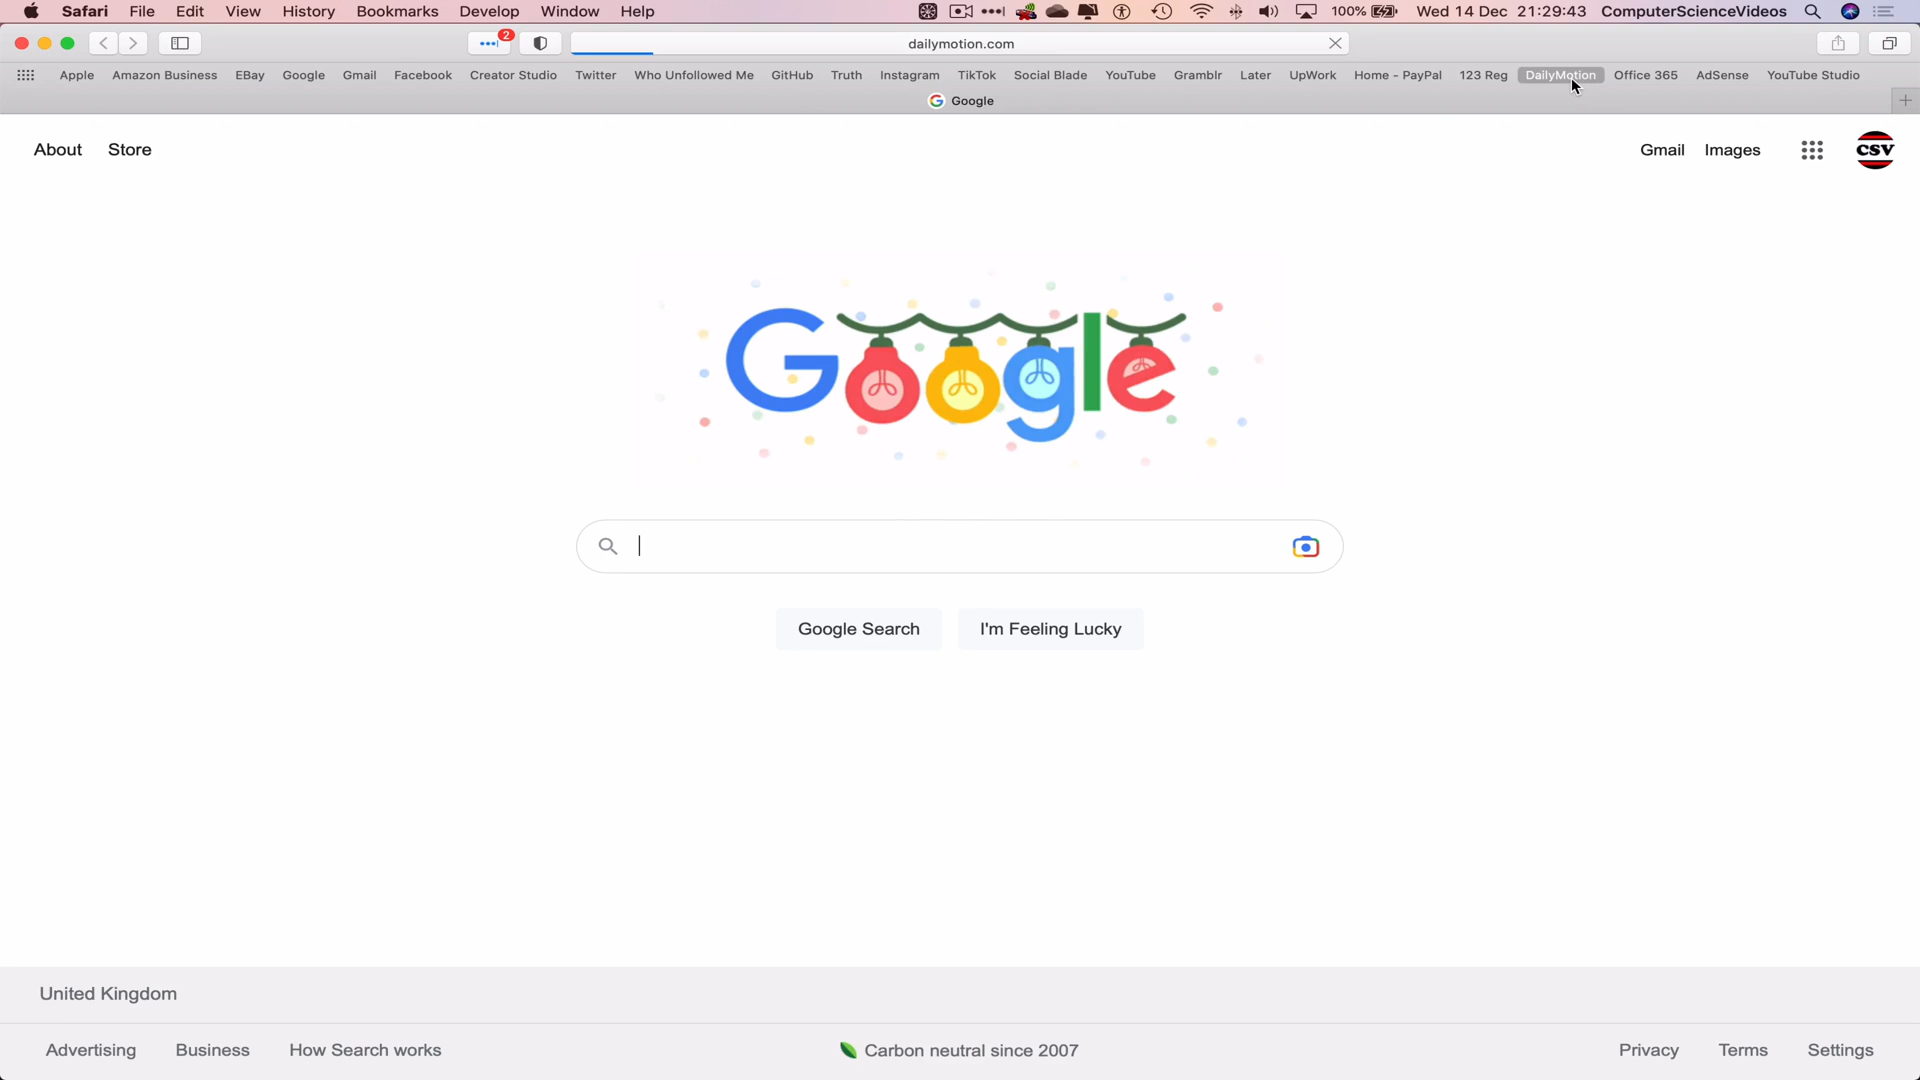 Safari File Edit View History Bookmarks Develop Window Help 100% Wed 14 Dec 21:29:43 ComputerScienceVideos
2 dailymotion.com
Apple Amazon Business EBay Google Gmail Facebook Creator Studio Twitter Who Unfollowed Me GitHub Truth Instagram TikTok Social Blade YouTube Gramblr Later UpWork Home - PayPal 123 Reg DailyMotion Office 365 AdSense YouTube Studio
Google
About Store Gmail Images CSV
Google
Google Search I'm Feeling Lucky
United Kingdom
Advertising Business How Search works Carbon neutral since 2007 Privacy Terms Settings